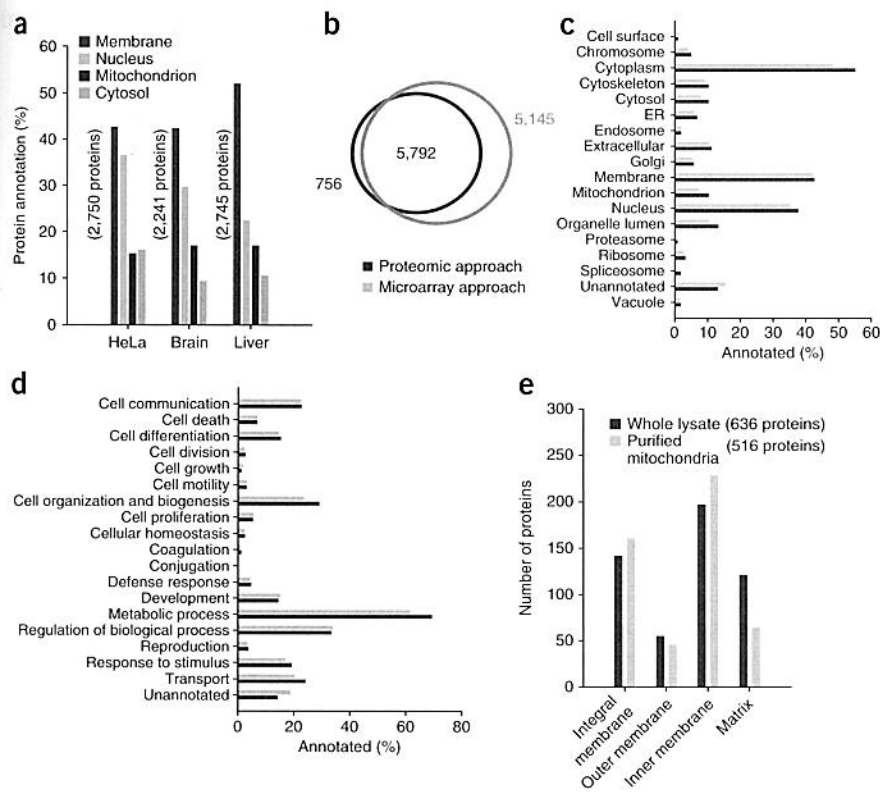 a
60
50
40
30
20
10
0
Protein annotation (%)
Membrane
Nucleus
Mitochondrion
Cytosol
(2,750 proteins)
(2,241 proteins)
(2,745 proteins)
HeLa
Brain
Liver
b
5,145
5,792
756
Proteomic approach
Microarray approach
c
Cell surface
Chromosome
Cytoplasm
Cytoskeleton
Cytosol
ER
Endosome
Extracellular
Golgi
Membrane
Mitochondrion
Nucleus
Organelle lumen
Proteasome
Ribosome
Spliceosome
Unannotated
Vacuole
0 10 20 30 40 50 60
Annotated (%)
d
Cell communication
Cell death
Cell differentiation
Cell division
Cell growth
Cell motility
Cell organization and biogenesis
Cell proliferation
Cellular homeostasis
Coagulation
Conjugation
Defense response
Development
Metabolic process
Regulation of biological process
Reproduction
Response to stimulus
Transport
Unannotated
0 20 40 60 80
Annotated (%)
e
300
250
200
150
100
50
0
Number of proteins
Whole lysate (636 proteins)
Purified (516 proteins)
mitochondria
Integral
membrane
Outer membrane
Inner membrane
Matrix